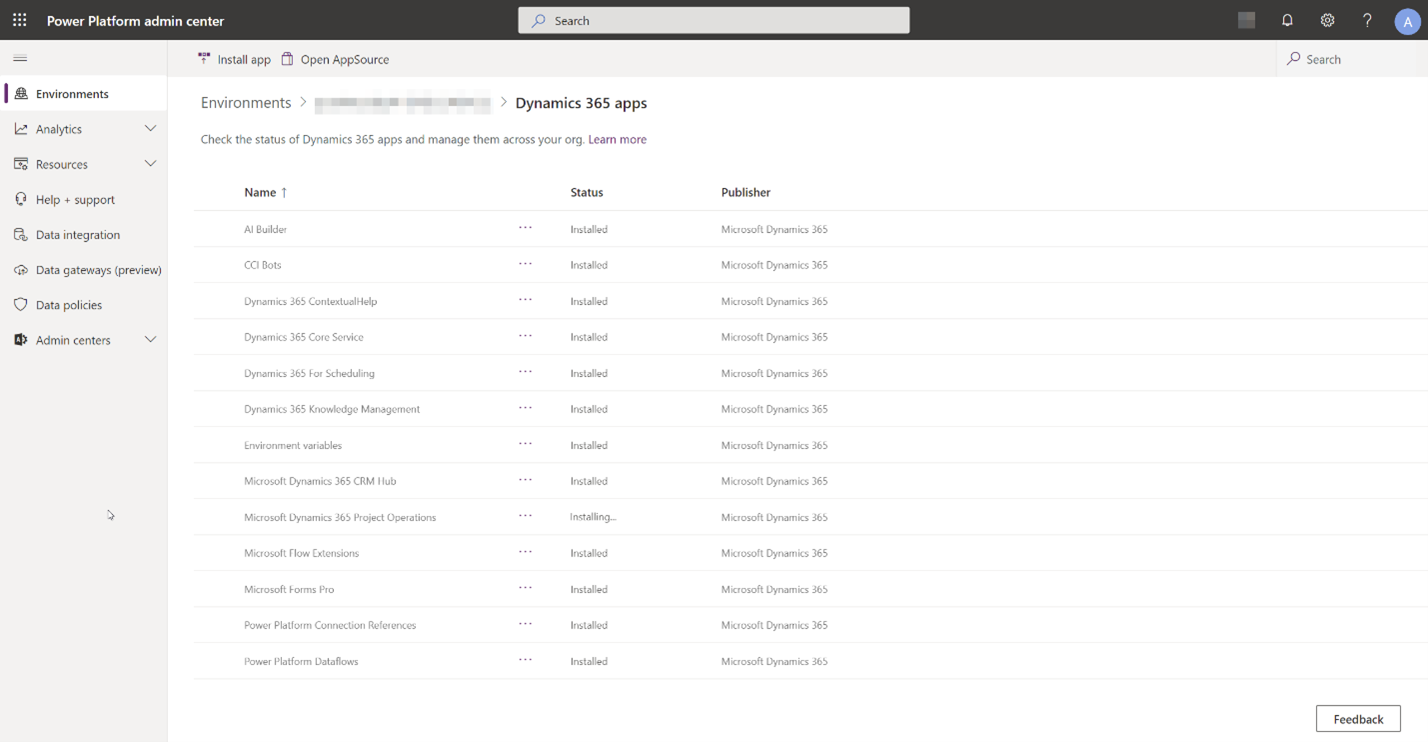 Power Platform admin center
Search
A
Install app Open AppSource Search
Environments
Analytics
Resources
Help + support
Data integration
Data gateways (preview)
Data policies
Admin centers
Environments > > Dynamics 365 apps
Check the status of Dynamics 365 apps and manage them across your org. Learn more
Name ↑ Status Publisher
AI Builder ... Installed Microsoft Dynamics 365
CCI Bots ... Installed Microsoft Dynamics 365
Dynamics 365 ContextualHelp ... Installed Microsoft Dynamics 365
Dynamics 365 Core Service ... Installed Microsoft Dynamics 365
Dynamics 365 For Scheduling ... Installed Microsoft Dynamics 365
Dynamics 365 Knowledge Management ... Installed Microsoft Dynamics 365
Environment variables ... Installed Microsoft Dynamics 365
Microsoft Dynamics 365 CRM Hub ... Installed Microsoft Dynamics 365
Microsoft Dynamics 365 Project Operations ... Installing... Microsoft Dynamics 365
Microsoft Flow Extensions ... Installed Microsoft Dynamics 365
Microsoft Forms Pro ... Installed Microsoft Dynamics 365
Power Platform Connection References ... Installed Microsoft Dynamics 365
Power Platform Dataflows ... Installed Microsoft Dynamics 365
Feedback